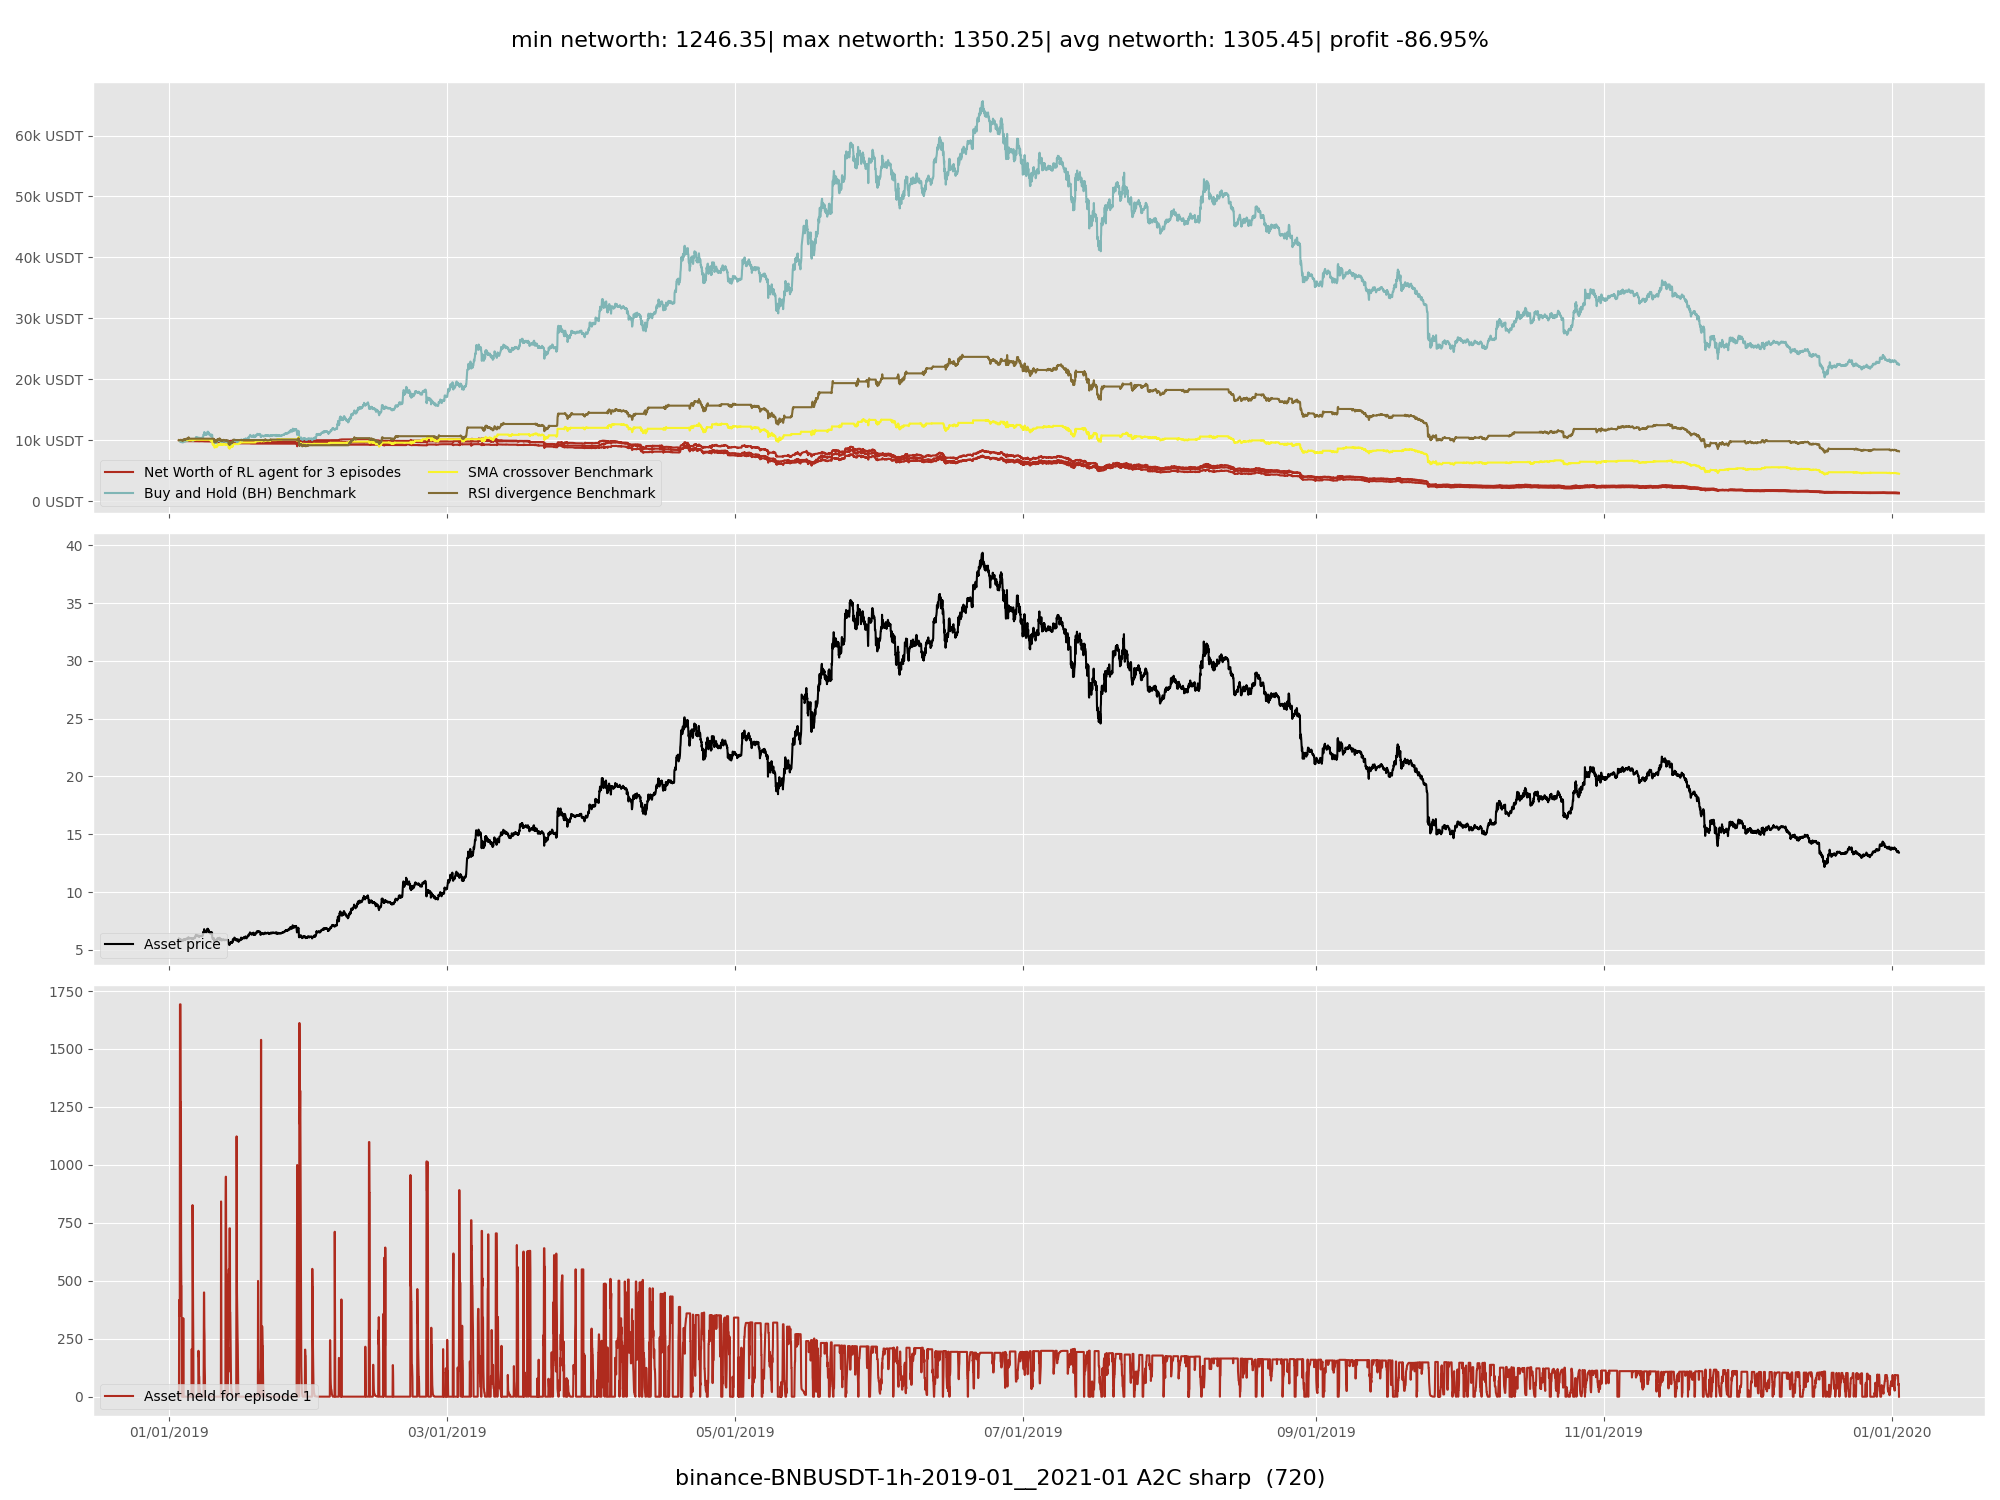 min networth: 1246.35| max networth: 1350.25| avg networth: 1305.45| profit -86.95%
60k USDT
50k USDT
40k USDT
30k USDT
20k USDT
10k USDT
0 USDT
Net Worth of RL agent for 3 episodes
Buy and Hold (BH) Benchmark
SMA crossover Benchmark
RSI divergence Benchmark
40
35
30
25
20
15
10
5
Asset price
1750
1500
1250
1000
750
500
250
0
Asset held for episode 1
01/01/2019 03/01/2019 05/01/2019 07/01/2019 09/01/2019 11/01/2019 01/01/2020
binance-BNBUSDT-1h-2019-01__2021-01 A2C sharp (720)